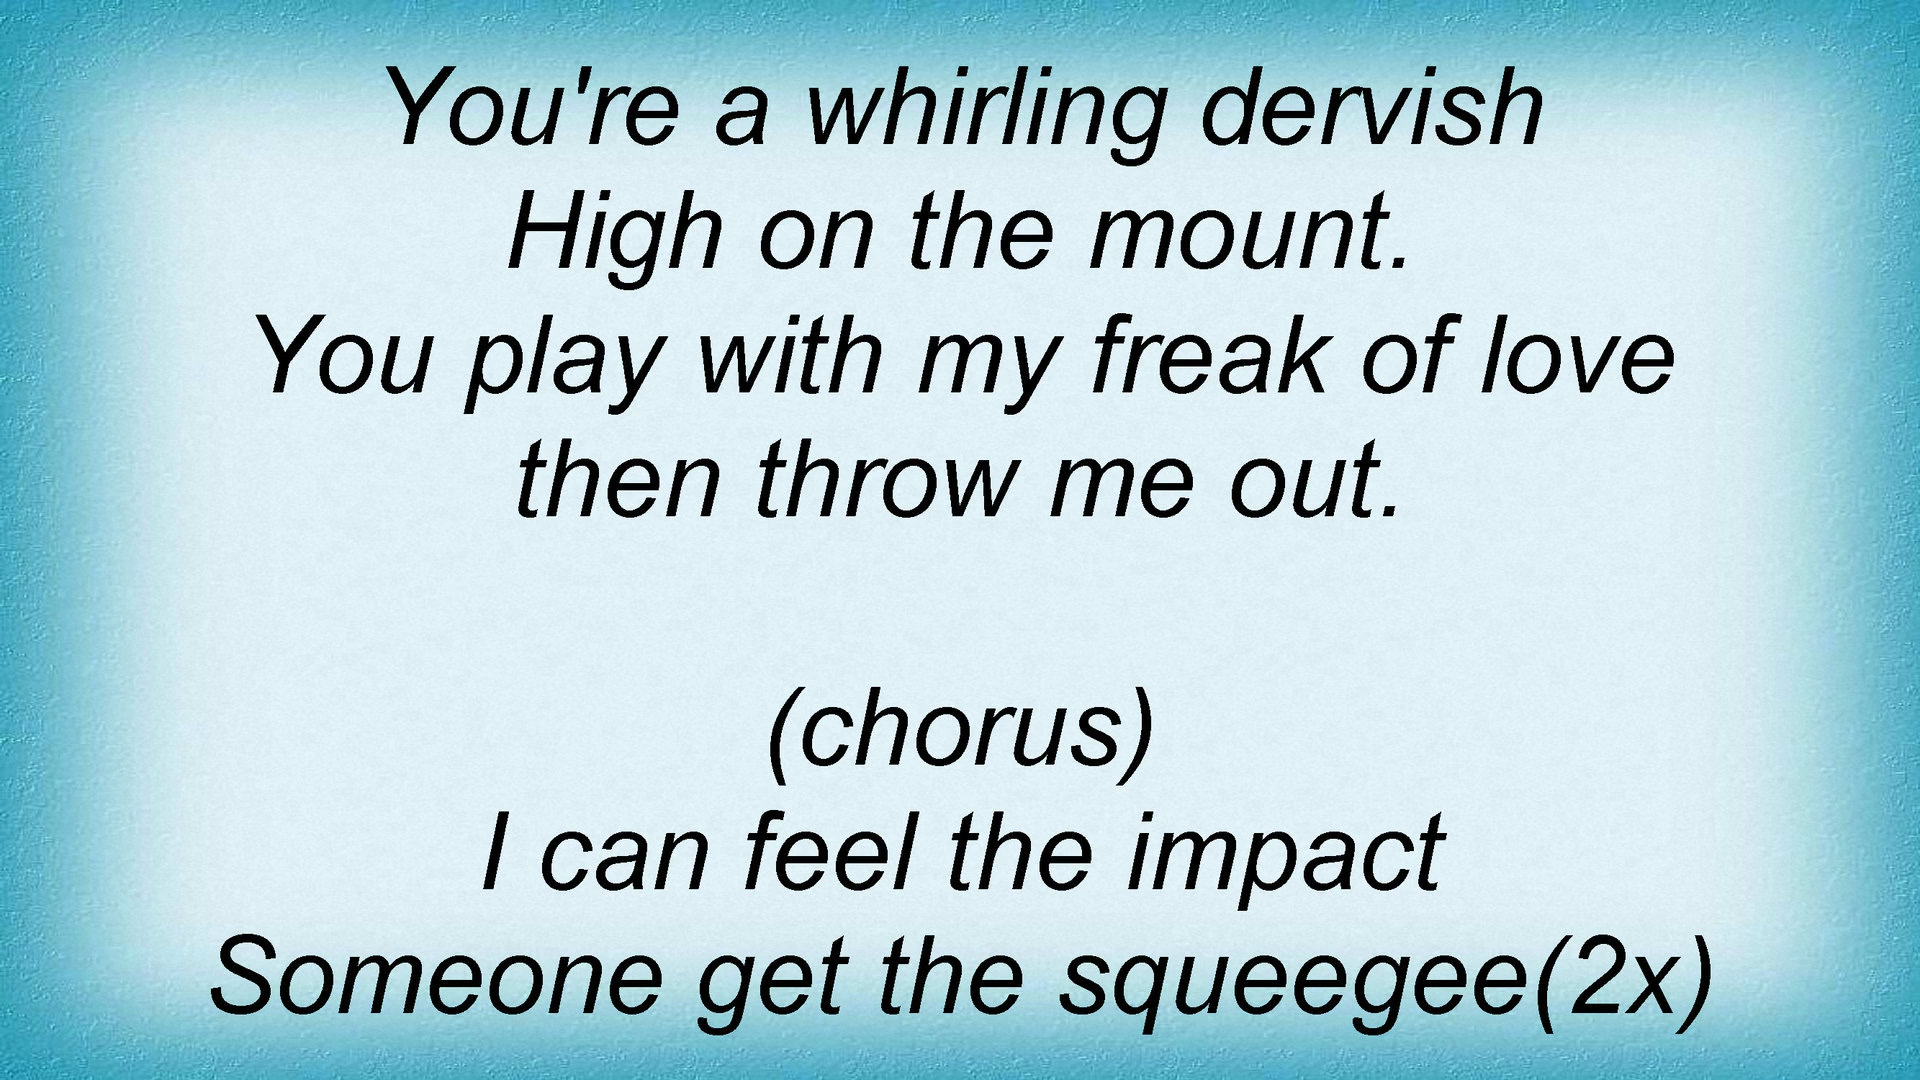 You're a whirling dervish
High on the mount.
You play with my freak of love
then throw me out.
(chorus)
I can feel the impact
Someone get the squeegee(2x)